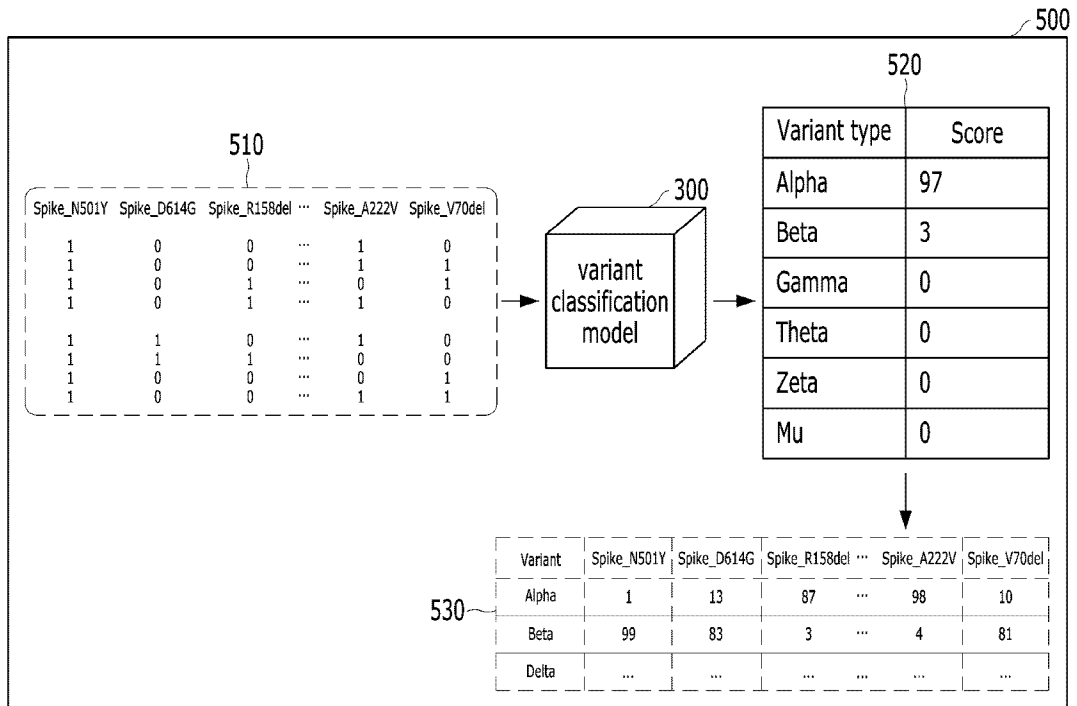 500
520
Variant type Score
Alpha 97
Beta 3
Gamma 0
Theta 0
Zeta 0
Mu 0
510
Spike_N501Y Spike_D614G Spike_R158del ... Spike_A222V Spike_V70del
1 0 0 ... 1 0
1 0 0 ... 1 1
1 0 1 ... 0 1
1 0 1 ... 1 0
1 1 0 ... 1 0
1 1 1 ... 0 0
1 0 0 ... 0 1
1 0 0 ... 1 1
300
variant
classification
model
530
Variant Spike_N501Y Spike_D614G Spike_R158del ... Spike_A222V Spike_V70del
Alpha 1 13 87 ... 98 10
Beta 99 83 3 ... 4 81
Delta ... ... ... ... ... ...